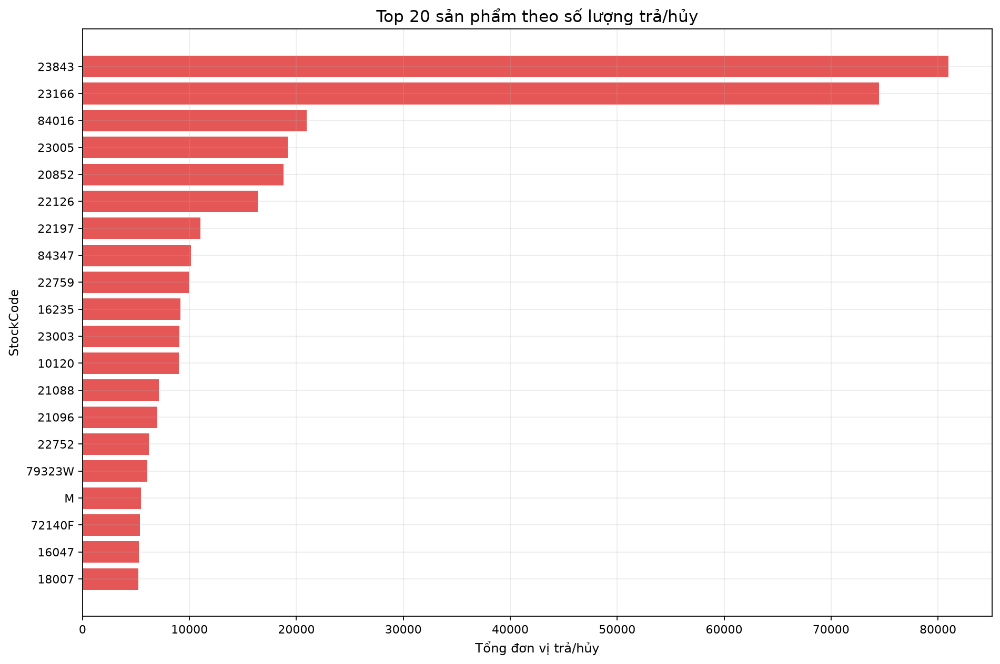 Top 20 sản phẩm theo số lượng trả/hủy
StockCode
23843
23166
84016
23005
20852
22126
22197
84347
22759
16235
23003
10120
21088
21096
22752
79323W
M
72140F
16047
18007
0 10000 20000 30000 40000 50000 60000 70000 80000
Tổng đơn vị trả/hủy